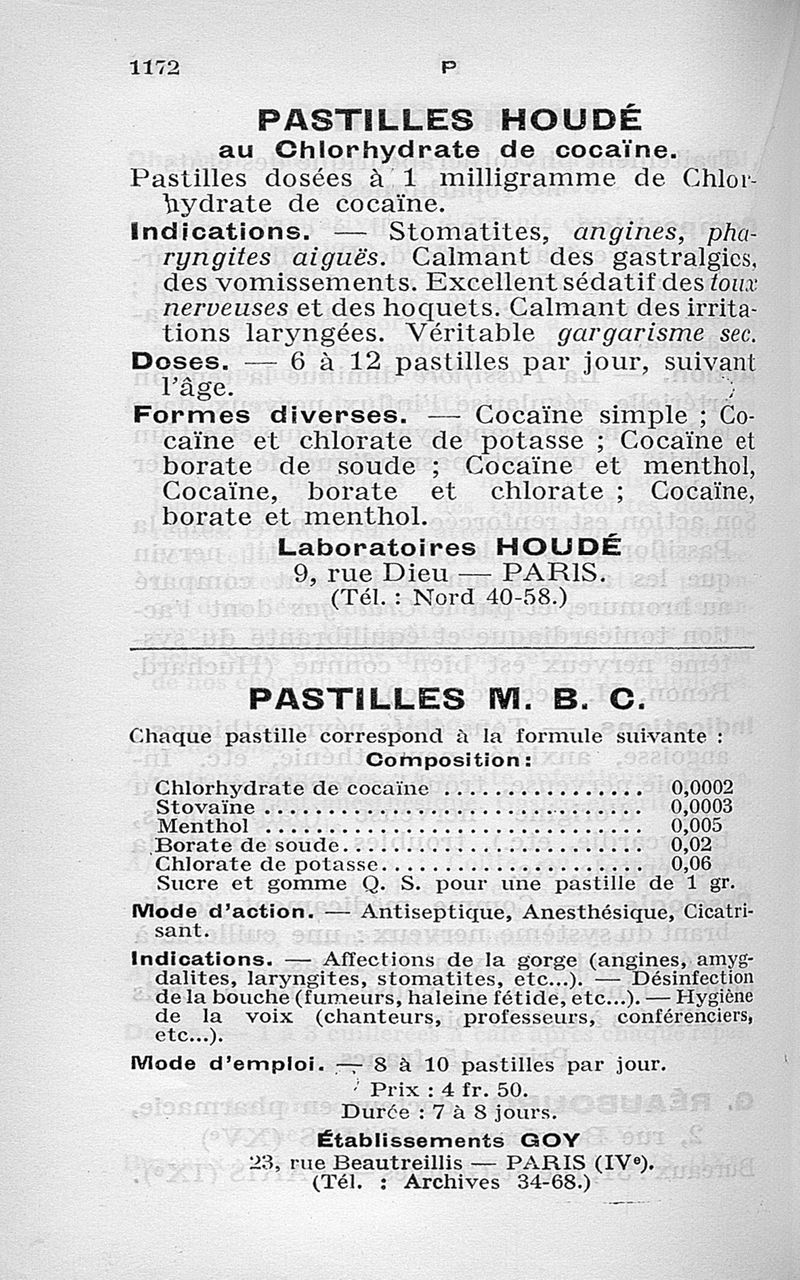 1172
P
PASTILLES HOUDÉ
au Chlorhydrate de cocaïne.
Pastilles dosées à 1 milligramme de Chlor-
hydrate de cocaïne.
Indications. — Stomatites, angines, pha-
ryngites aiguës. Calmant des gastralgies,
des vomissements. Excellent sédatif des toux
nerveuses et des hoquets. Calmant des irrita-
tions laryngées. Véritable gargarisme sec.
Doses. — 6 à 12 pastilles par jour, suivant
l'âge.
Formes diverses. — Cocaïne simple ; Co-
caïne et chlorate de potasse ; Cocaïne et
borate de soude ; Cocaïne et menthol,
Cocaïne, borate et chlorate ; Cocaïne,
borate et menthol.
Laboratoires HOUDÉ
9, rue Dieu — PARIS.
(Tél. : Nord 40-58.)
PASTILLES M. B. C.
Chaque pastille correspond à la formule suivante :
Composition :
Chlorhydrate de cocaïne .................. 0,0002
Stovaïne .................. 0,0003
Menthol .................. 0,005
Borate de soude.................. 0,02
Chlorate de potasse.................. 0,06
Sucre et gomme Q. S. pour une pastille de 1 gr.
Mode d'action. — Antiseptique, Anesthésique, Cicatri-
sant.
Indications. — Affections de la gorge (angines, amyg-
dalites, laryngites, stomatites, etc...). — Désinfection
de la bouche (fumeurs, haleine fétide, etc...). — Hygiène
de la voix (chanteurs, professeurs, conférenciers,
etc...).
Mode d'emploi. — 8 à 10 pastilles par jour.
Prix : 4 fr. 50.
Durée : 7 à 8 jours.
Établissements GOY
23, rue Beautreillis — PARIS (IVe).
(Tél. : Archives 34-68.)